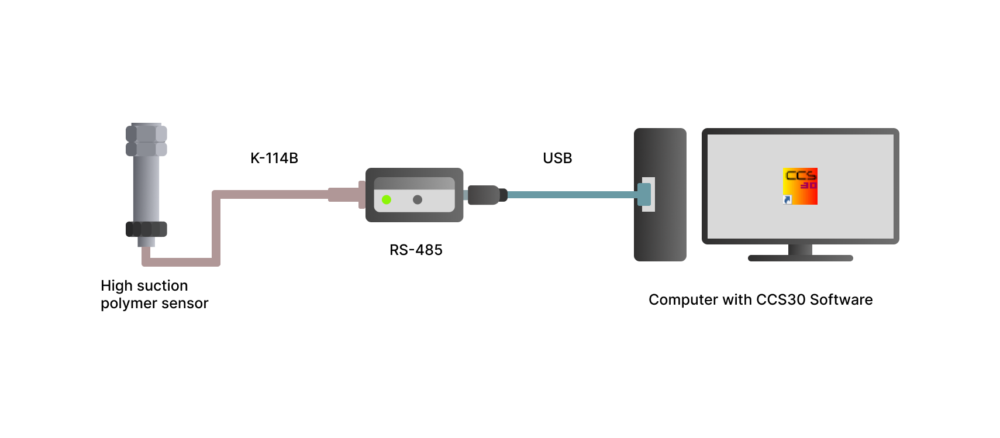 K-114B
USB
CCS
30
RS-485
High suction
polymer sensor
Computer with CCS30 Software